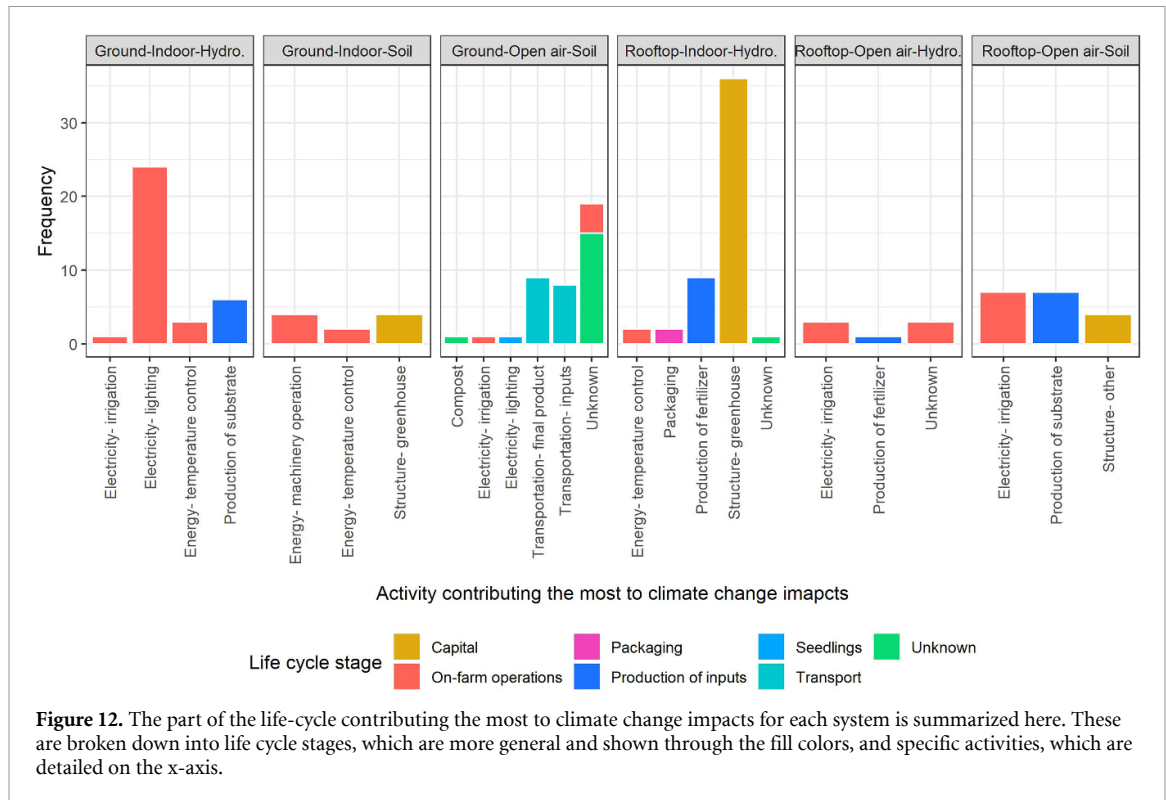 Ground-Indoor-Hydro. Ground-Indoor-Soil Ground-Open air-Soil Rooftop-Indoor-Hydro. Rooftop-Open air-Hydro. Rooftop-Open air-Soil
Frequency
30
20
10
0
Electricity- irrigation
Electricity- lighting
Energy- temperature control
Production of substrate
Energy- machinery operation
Energy- temperature control
Structure- greenhouse
Compost
Electricity- irrigation
Electricity- lighting
Transportation- final product
Transportation- inputs
Unknown
Energy- temperature control
Packaging
Production of fertilizer
Structure- greenhouse
Unknown
Electricity- irrigation
Production of fertilizer
Unknown
Electricity- irrigation
Production of substrate
Structure- other
Activity contributing the most to climate change imapcts
Life cycle stage
Capital Packaging Seedlings Unknown
On-farm operations Production of inputs Transport
Figure 12. The part of the life-cycle contributing the most to climate change impacts for each system is summarized here. These
are broken down into life cycle stages, which are more general and shown through the fill colors, and specific activities, which are
detailed on the x-axis.